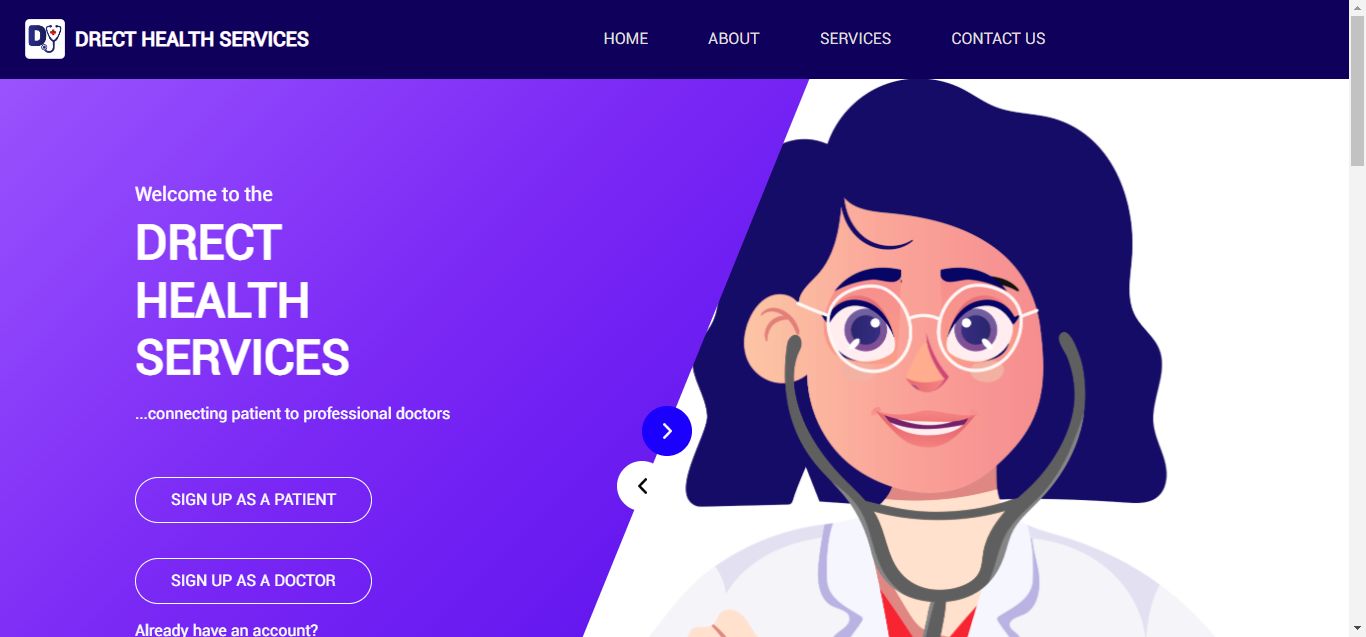 D
DRECT HEALTH SERVICES
HOME
ABOUT
SERVICES
CONTACT US
Welcome to the
DRECT
HEALTH
SERVICES
...connecting patient to professional doctors
SIGN UP AS A PATIENT
SIGN UP AS A DOCTOR
Already have an account?